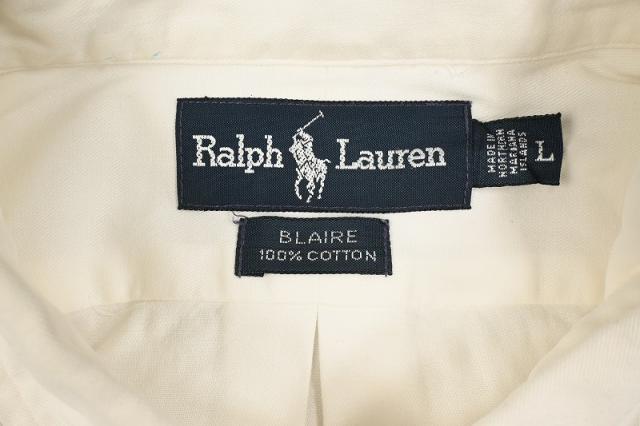 Ralph Lauren
MADE IN
NORTHERN
MARIANA
ISLANDS
L
BLAIRE
100% COTTON